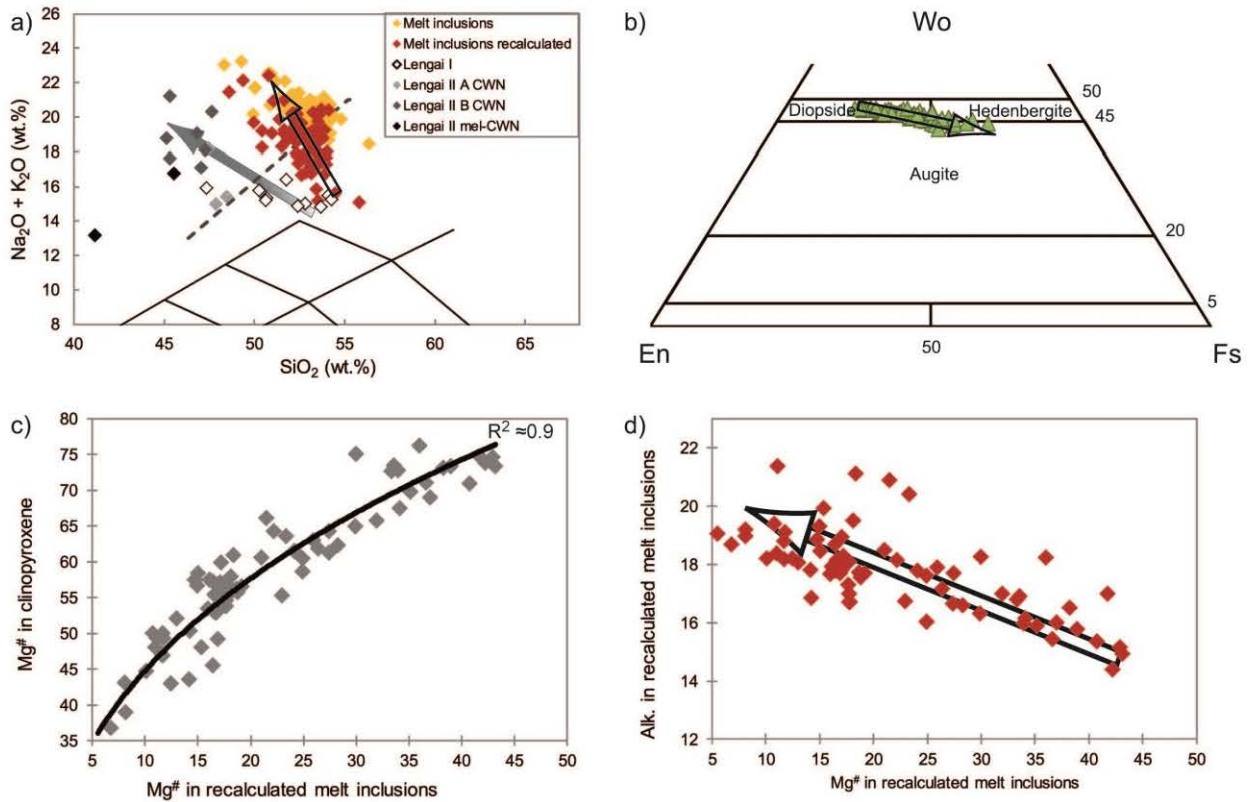 a)
26
24
22
20
18
16
14
12
10
8
Na₂O + K₂O (wt.%)
40 45 50 55 60 65
SiO₂ (wt.%)
Melt inclusions
Melt inclusions recalculated
Lengai I
Lengai II A CWN
Lengai II B CWN
Lengai II mel-CWN
b)
Wo
50
Diopside Hedenbergite 45
Augite
20
5
En 50 Fs
c)
80
75
70
65
60
55
50
45
40
35
Mg# in clinopyroxene
R² ≈0.9
5 10 15 20 25 30 35 40 45 50
Mg# in recalculated melt inclusions
d)
22
20
18
16
14
12
Alk. in recalculated melt inclusions
5 10 15 20 25 30 35 40 45 50
Mg# in recalculated melt inclusions